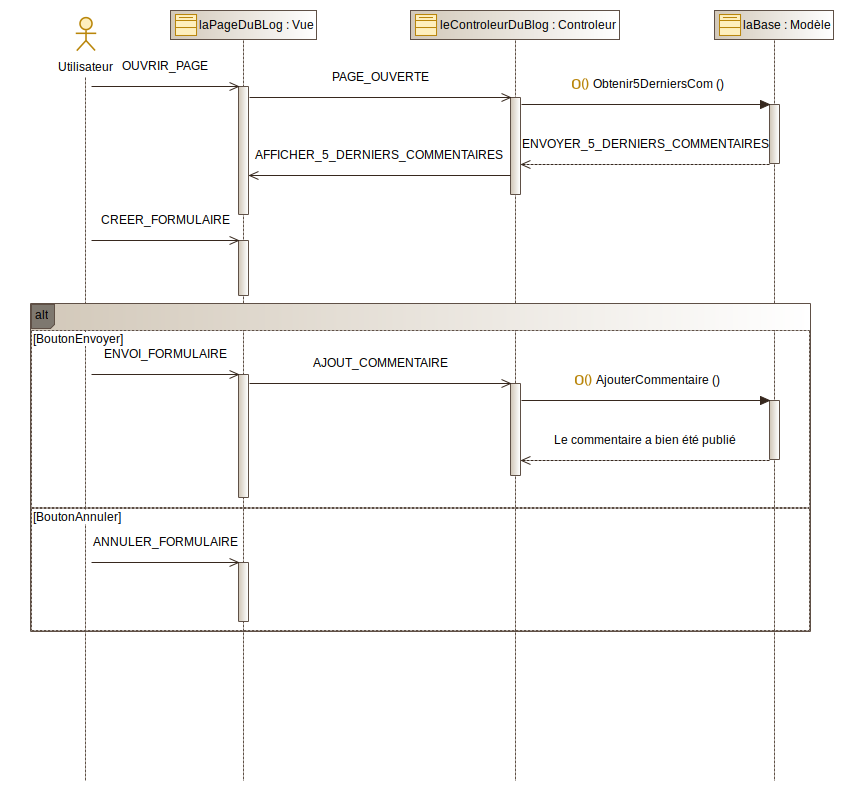 laPageDuBLog : Vue
leControleurDuBlog : Controleur
laBase : Modèle
Utilisateur
OUVRIR_PAGE
PAGE_OUVERTE
O() Obtenir5DerniersCom ()
ENVOYER_5_DERNIERS_COMMENTAIRES
AFFICHER_5_DERNIERS_COMMENTAIRES
CREER_FORMULAIRE
alt
[BoutonEnvoyer]
ENVOI_FORMULAIRE
AJOUT_COMMENTAIRE
O() AjouterCommentaire ()
Le commentaire a bien été publié
[BoutonAnnuler]
ANNULER_FORMULAIRE